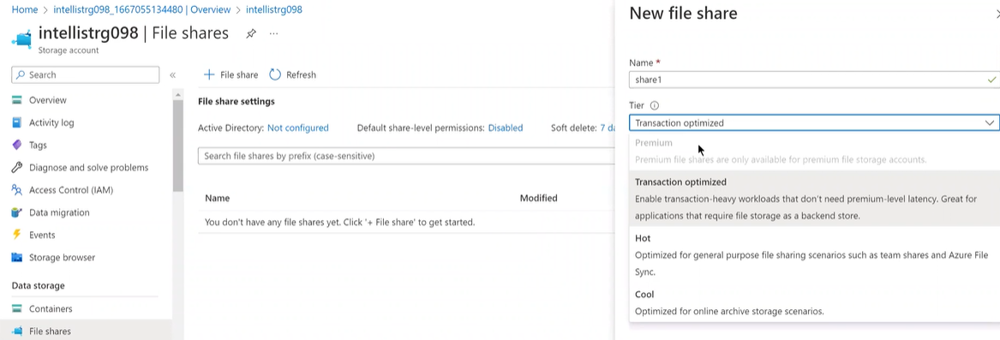 Home > intellistrg098_1667055134480 | Overview > intellistrg098
intellistrg098 | File shares
Storage account
Search
Overview
Activity log
Tags
Diagnose and solve problems
Access Control (IAM)
Data migration
Events
Storage browser
Data storage
Containers
File shares
+ File share Refresh
File share settings
Active Directory: Not configured Default share-level permissions: Disabled Soft delete: 7
Search file shares by prefix (case-sensitive)
Name Modified
You don't have any file shares yet. Click '+ File share' to get started.
New file share
Name *
share1
Tier
Transaction optimized
Premium
Premium file shares are only available for premium file storage accounts.
Transaction optimized
Enable transaction-heavy workloads that don't need premium-level latency. Great for
applications that require file storage as a backend store.
Hot
Optimized for general purpose file sharing scenarios such as team shares and Azure File
Sync.
Cool
Optimized for online archive storage scenarios.